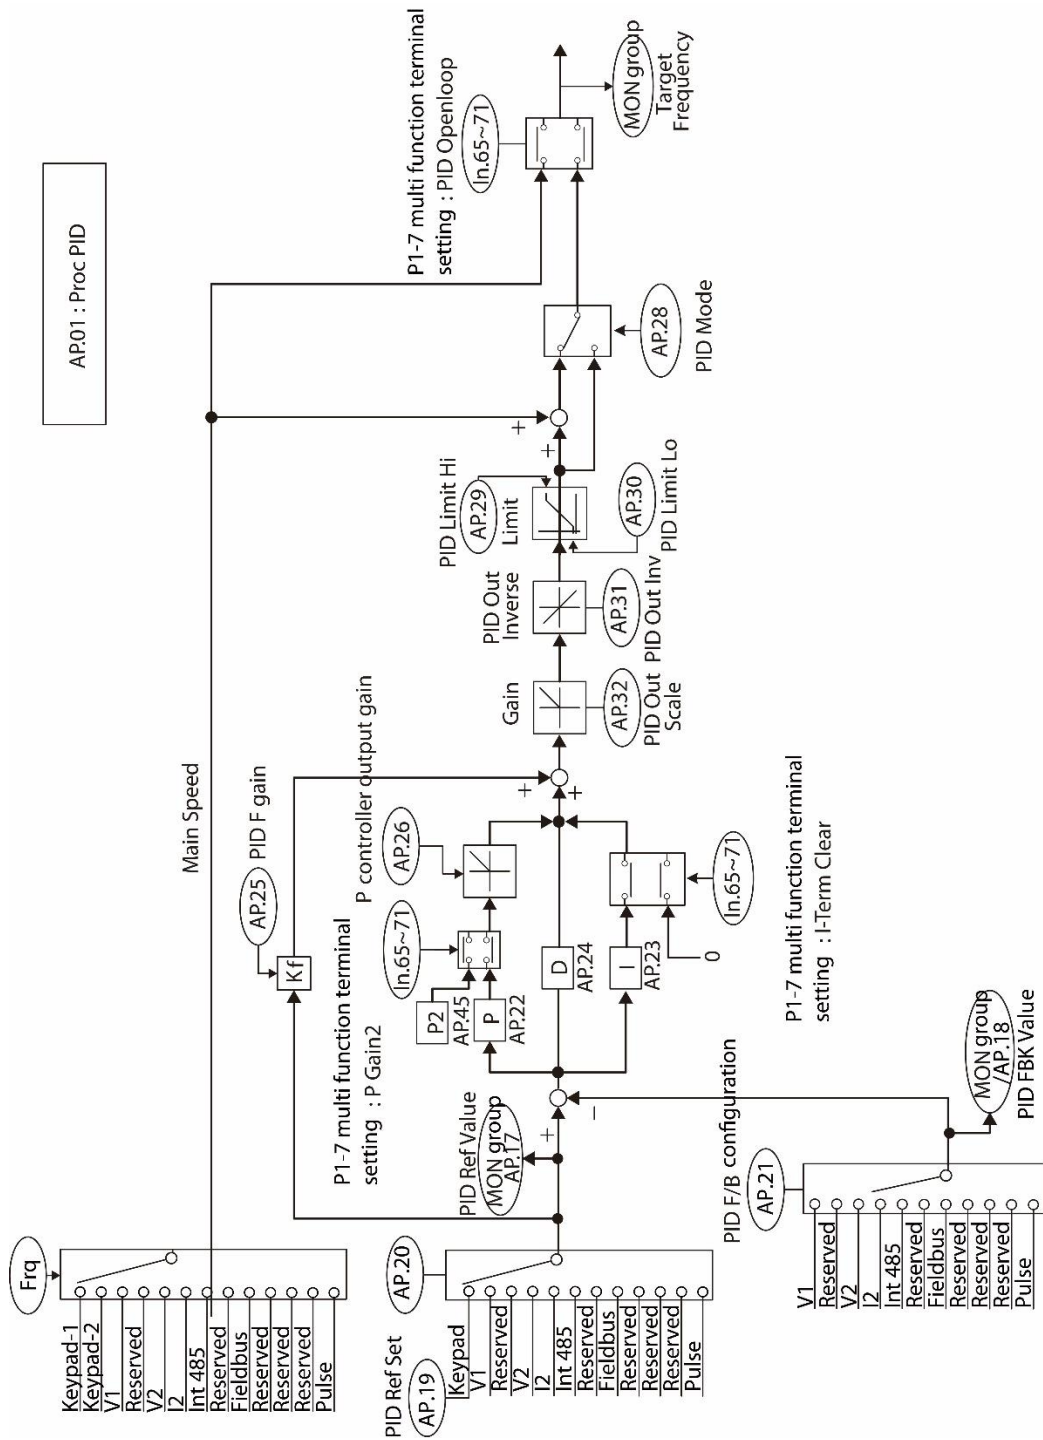 AP.01 : Proc PID
Frq
Keypad-1
Keypad-2
V1
Reserved
V2
I2
Int 485
Reserved
Fieldbus
Reserved
Reserved
Reserved
Pulse
Main Speed
AP.25
PID F gain
Kf
P1-7 multi function terminal
setting : P Gain2
In.65~71
P2
AP.45
P
AP.22
AP.26
P controller output gain
PID Ref Set
AP.19
AP.20
Keypad
V1
Reserved
V2
I2
Int 485
Reserved
Fieldbus
Reserved
Reserved
Reserved
Pulse
PID Ref Value
MON group
AP.17
+
−
D
AP.24
I
AP.23
0
In.65~71
P1-7 multi function terminal
setting : I-Term Clear
+
+
Gain
AP.32
PID Out
Scale
PID Out
Inverse
AP.31
PID Out Inv
PID Limit Hi
AP.29
Limit
AP.30
PID Limit Lo
+
+
AP.28
PID Mode
P1-7 multi function terminal
setting : PID Openloop
In.65~71
MON group
Target
Frequency
PID F/B configuration
AP.21
V1
Reserved
V2
I2
Int 485
Reserved
Fieldbus
Reserved
Reserved
Reserved
Pulse
MON group
/AP.18
PID FBK Value